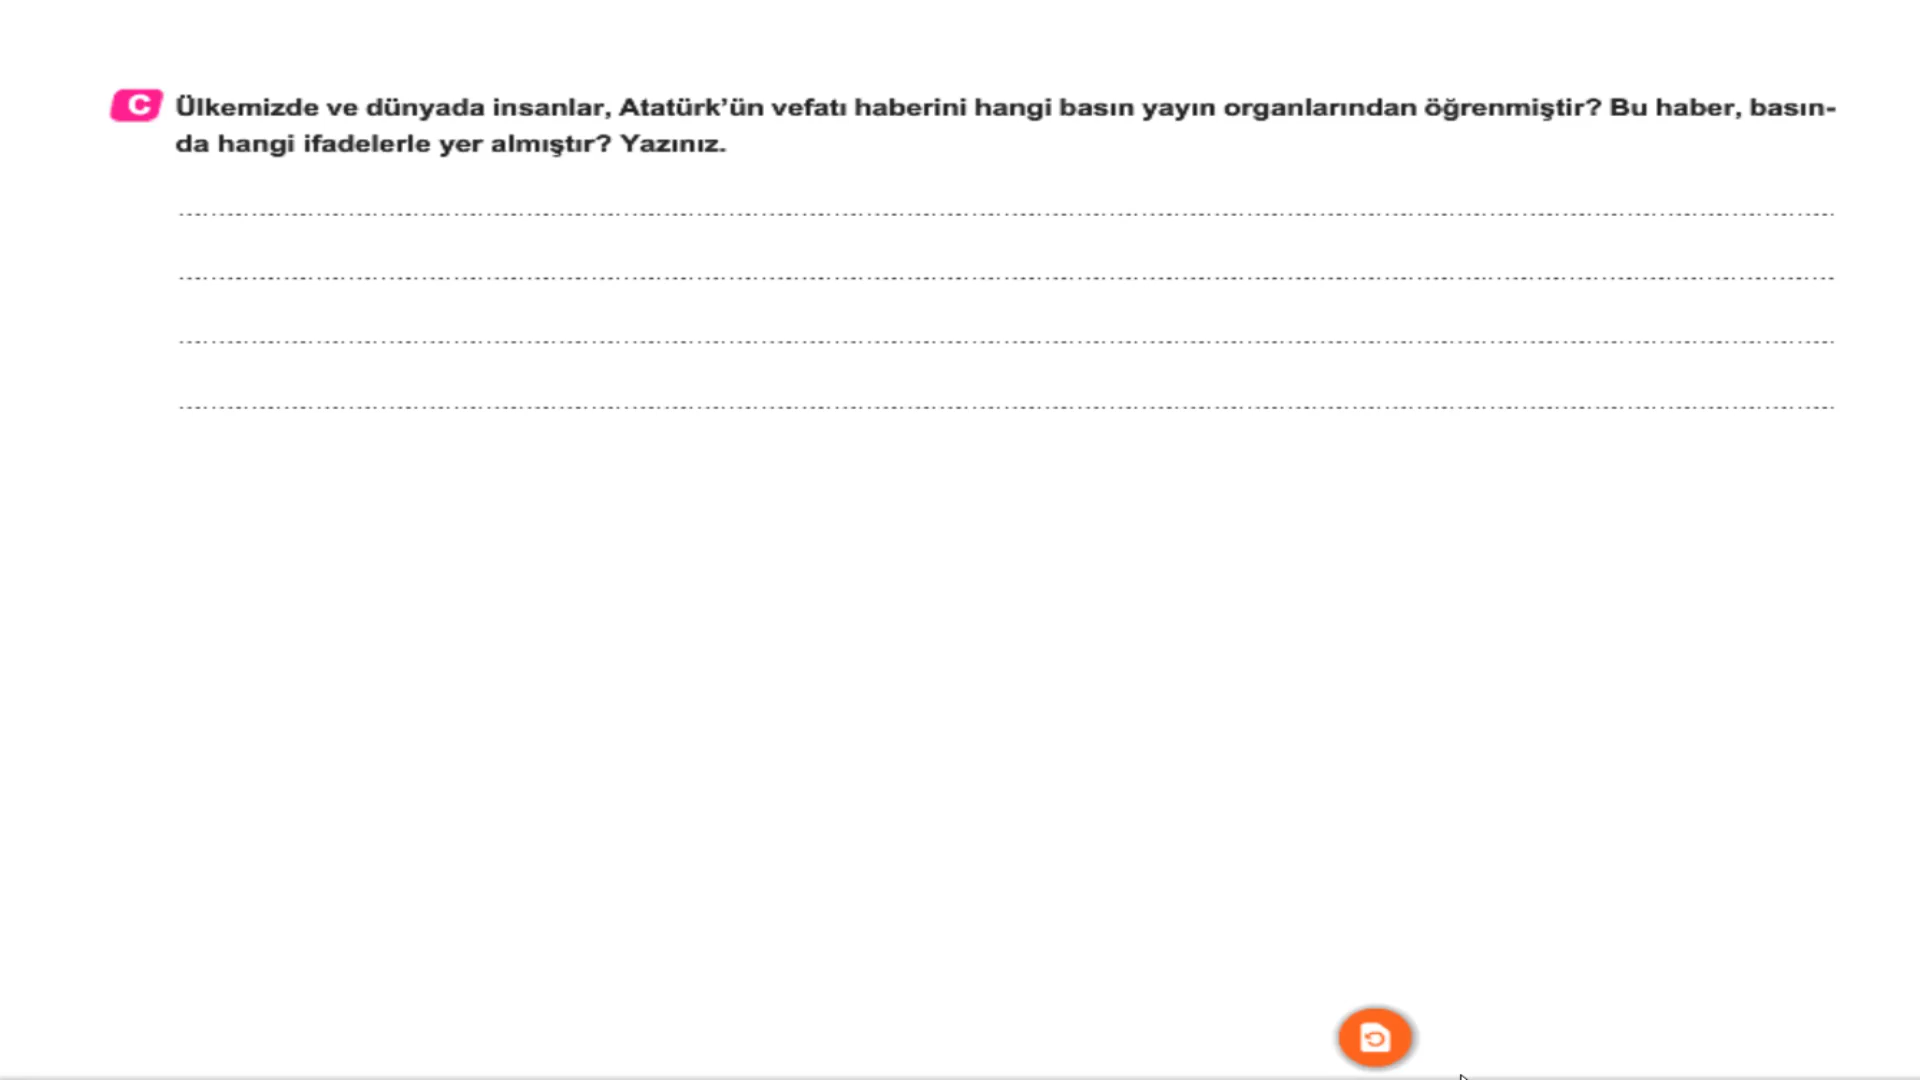 C Ülkemizde ve dünyada insanlar, Atatürk’ün vefatı haberini hangi basın yayın organlarından öğrenmiştir? Bu haber, basın-
da hangi ifadelerle yer almıştır? Yazınız.